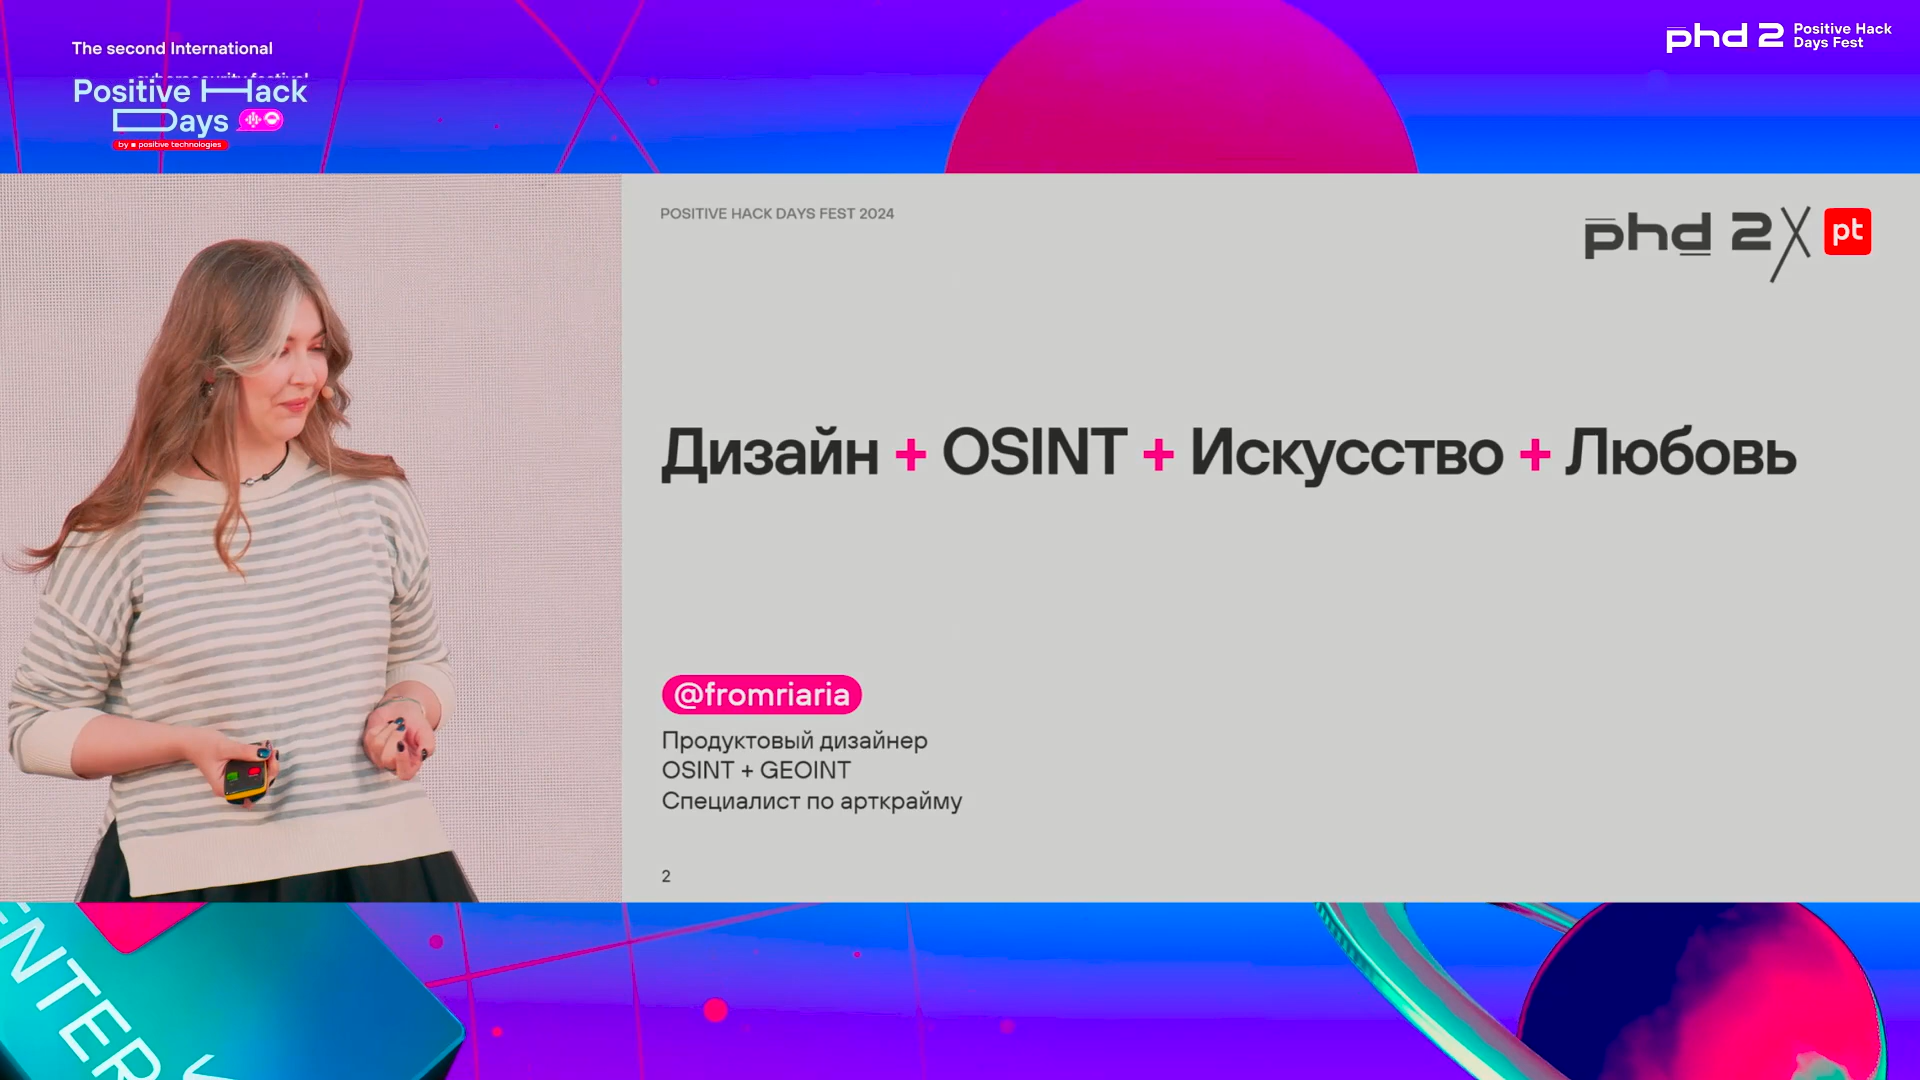 The second International
Positive Hack
Days
by positive technologies
phd 2 Positive Hack
Days Fest
POSITIVE HACK DAYS FEST 2024
phd 2 pt
Дизайн + OSINT + Искусство + Любовь
@fromriaria
Продуктовый дизайнер
OSINT + GEOINT
Специалист по арткрайму
2
ENTER